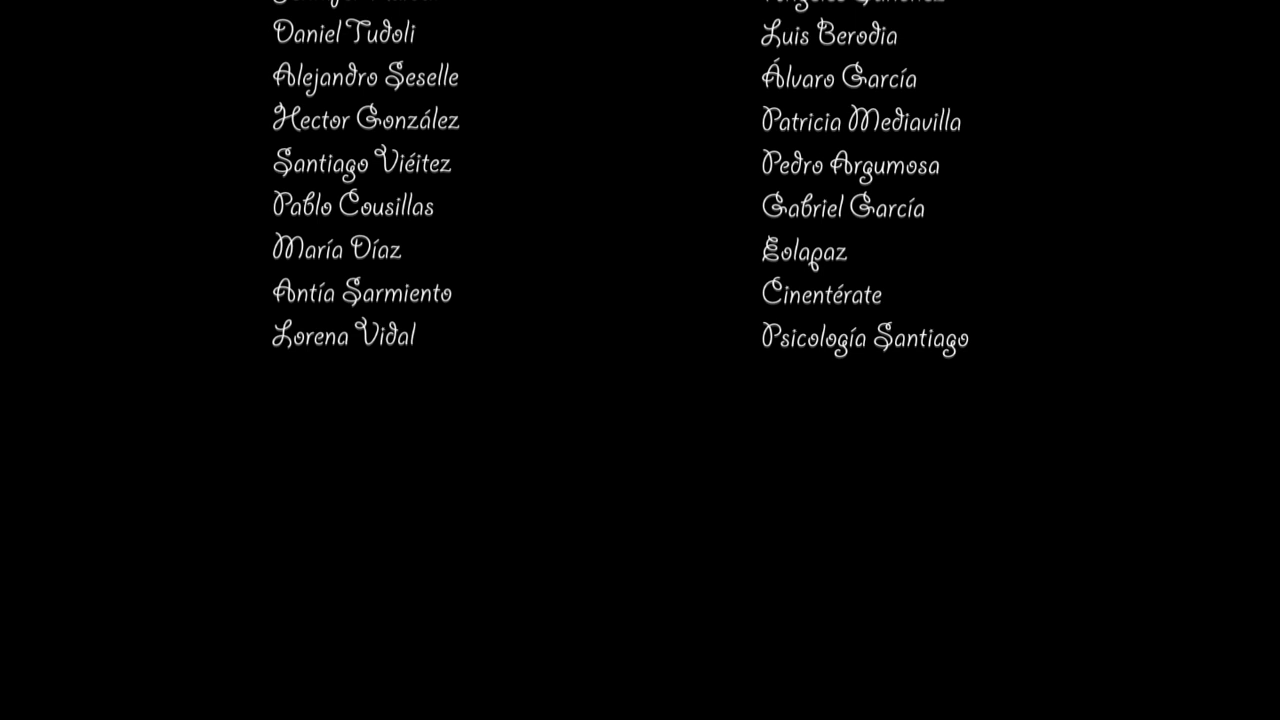 Daniel Tudoli
Alejandro Seselle
Hector González
Santiago Viéitez
Pablo Cousillas
María Díaz
Antía Sarmiento
Lorena Vidal
Luis Berodia
Álvaro García
Patricia Mediavilla
Pedro Argumosa
Gabriel García
Eolapaz
Cinentérate
Psicología Santiago